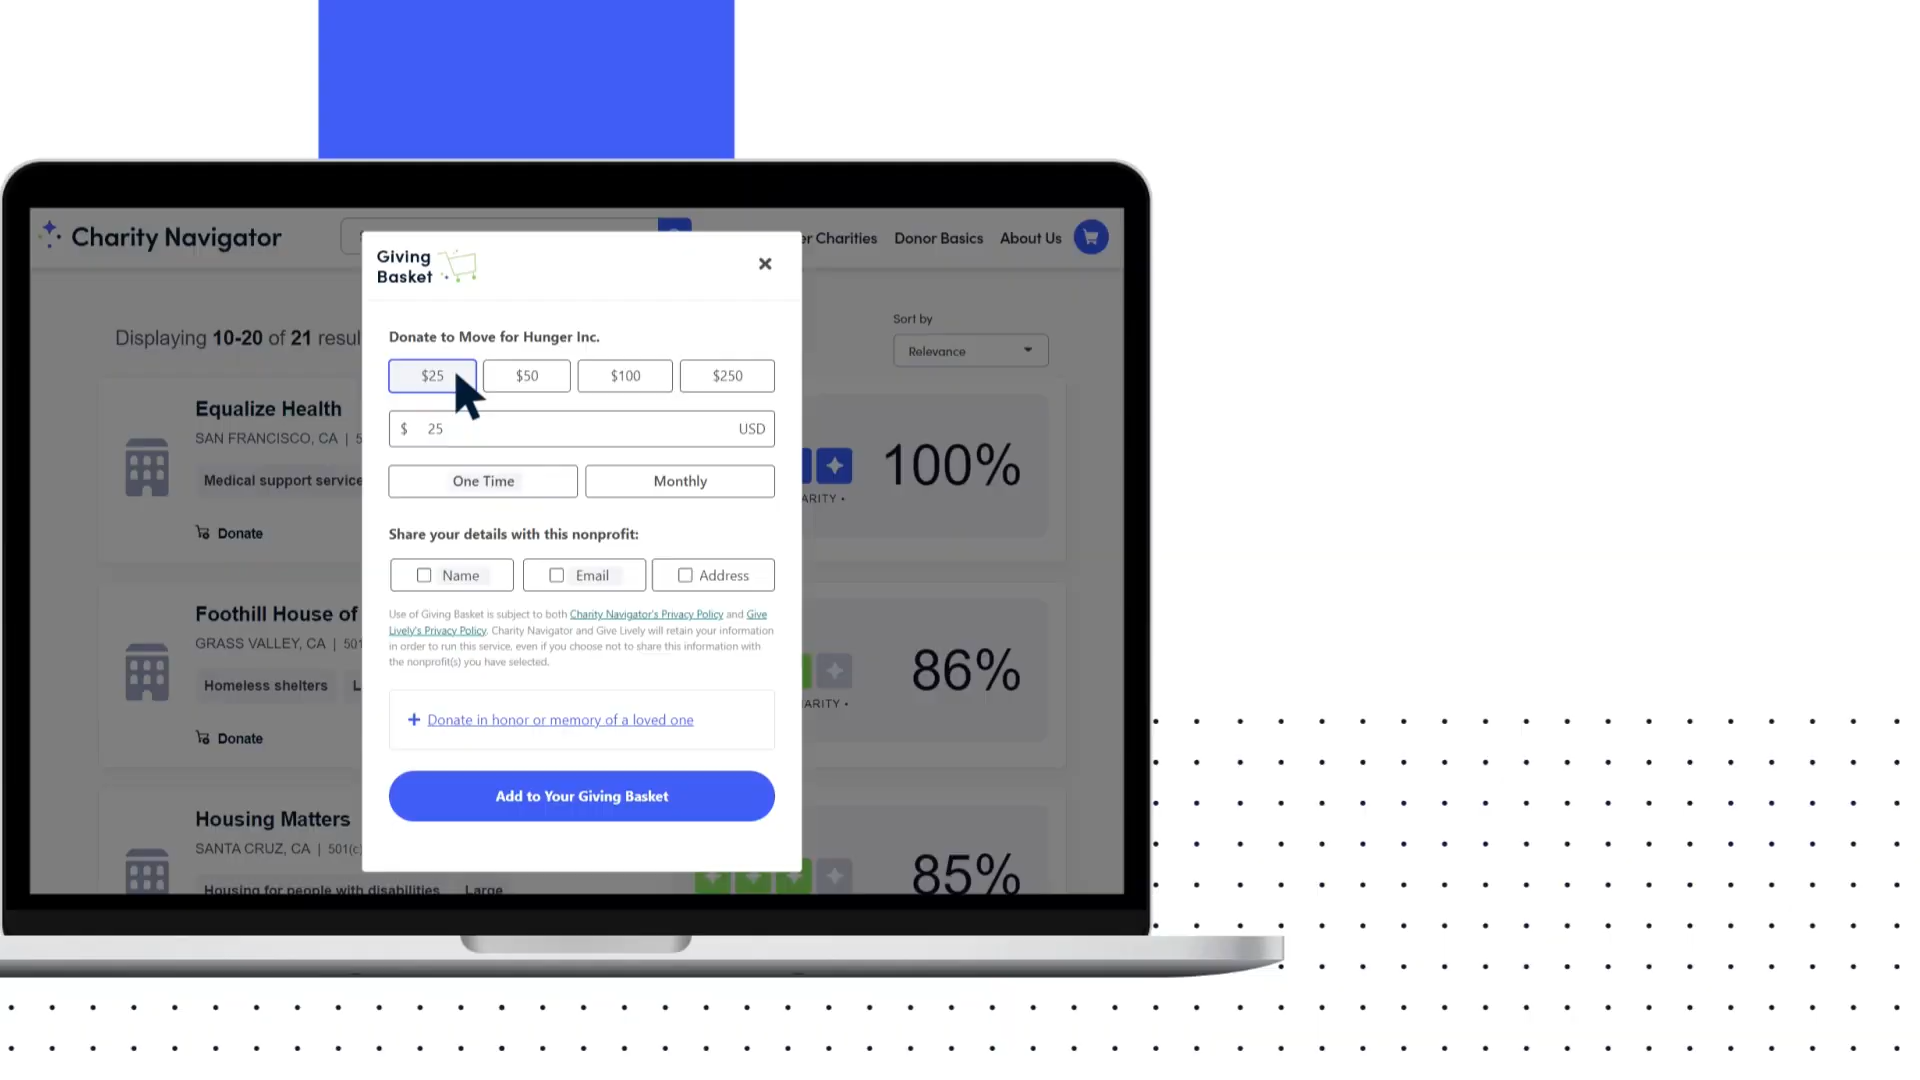 Charity Navigator
er Charities
Donor Basics
About Us
Giving
Basket
Displaying 10-20 of 21 resul
Sort by
Relevance
Donate to Move for Hunger Inc.
$25
$50
$100
$250
$ 25 USD
One Time
Monthly
Share your details with this nonprofit:
Name
Email
Address
Use of Giving Basket is subject to both Charity Navigator's Privacy Policy and Give
Lively's Privacy Policy. Charity Navigator and Give Lively will retain your information
in order to run this service, even if you choose not to share this information with
the nonprofit(s) you have selected.
Donate in honor or memory of a loved one
Add to Your Giving Basket
Equalize Health
SAN FRANCISCO, CA | 5
Medical support service
Donate
100%
ARITY •
Foothill House of
GRASS VALLEY, CA | 501
Homeless shelters
L
Donate
86%
ARITY •
Housing Matters
SANTA CRUZ, CA | 501(c)
Housing for people with disabilities
Large
85%